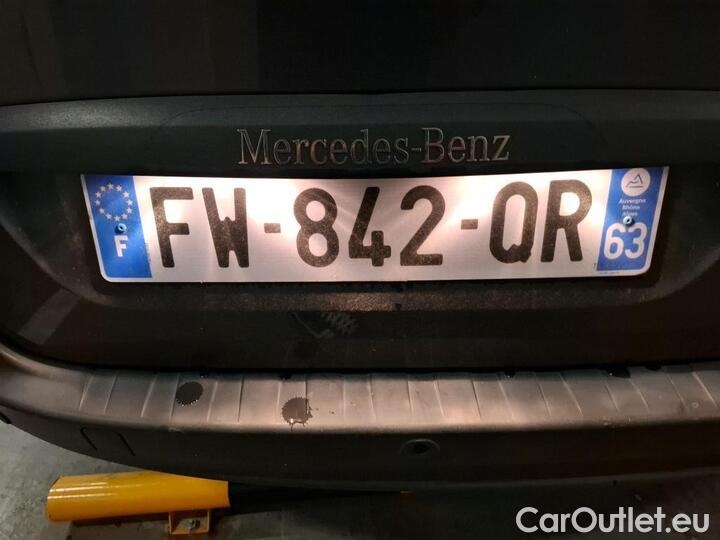 Mercedes-Benz
F
FW-842-QR
Auvergne
Rhône
Alpes
63
CarOutlet.eu